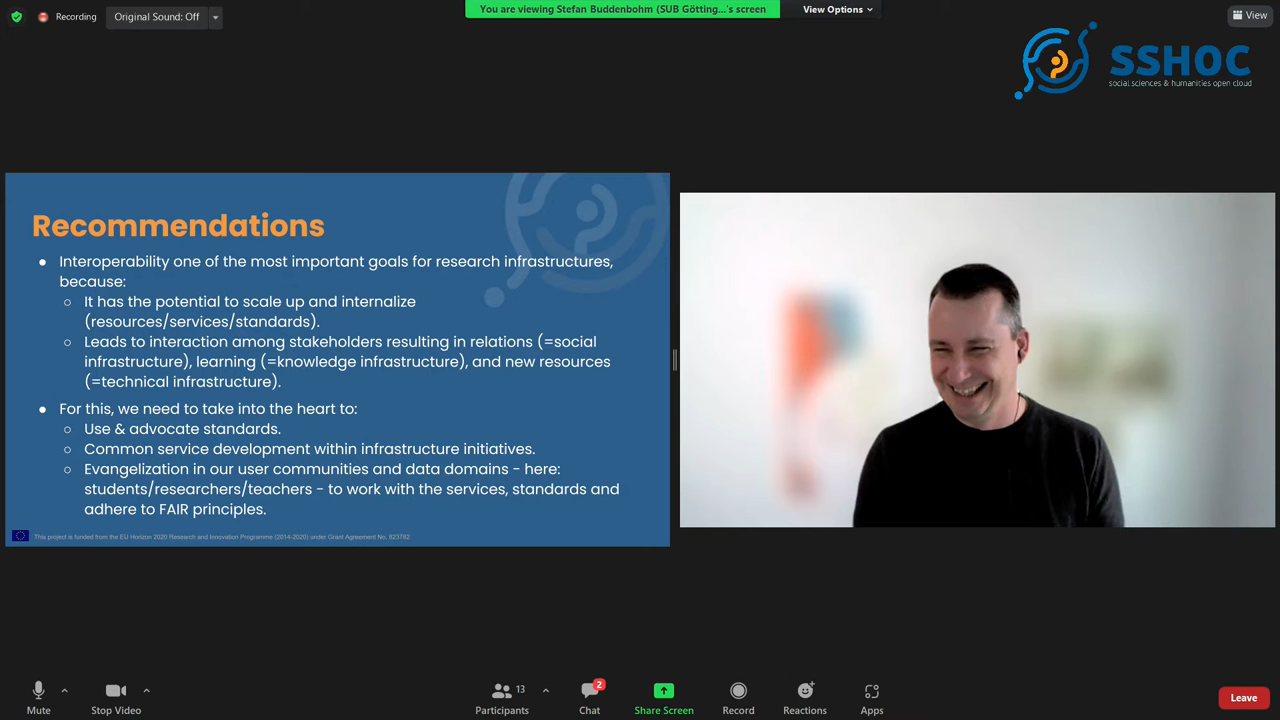 Recording
Original Sound: Off
You are viewing Stefan Buddenbohm (SUB Götting...'s screen
View Options
View
SSHOC
social sciences & humanities open cloud
Recommendations
● Interoperability one of the most important goals for research infrastructures,
because:
○ It has the potential to scale up and internalize
(resources/services/standards).
○ Leads to interaction among stakeholders resulting in relations (=social
infrastructure), learning (=knowledge infrastructure), and new resources
(=technical infrastructure).
● For this, we need to take into the heart to:
○ Use & advocate standards.
○ Common service development within infrastructure initiatives.
○ Evangelization in our user communities and data domains - here:
students/researchers/teachers - to work with the services, standards and
adhere to FAIR principles.
This project is funded from the EU Horizon 2020 Research and Innovation Programme (2014-2020) under Grant Agreement No. 823782
Mute
Stop Video
13
Participants
2
Chat
Share Screen
Record
Reactions
Apps
Leave